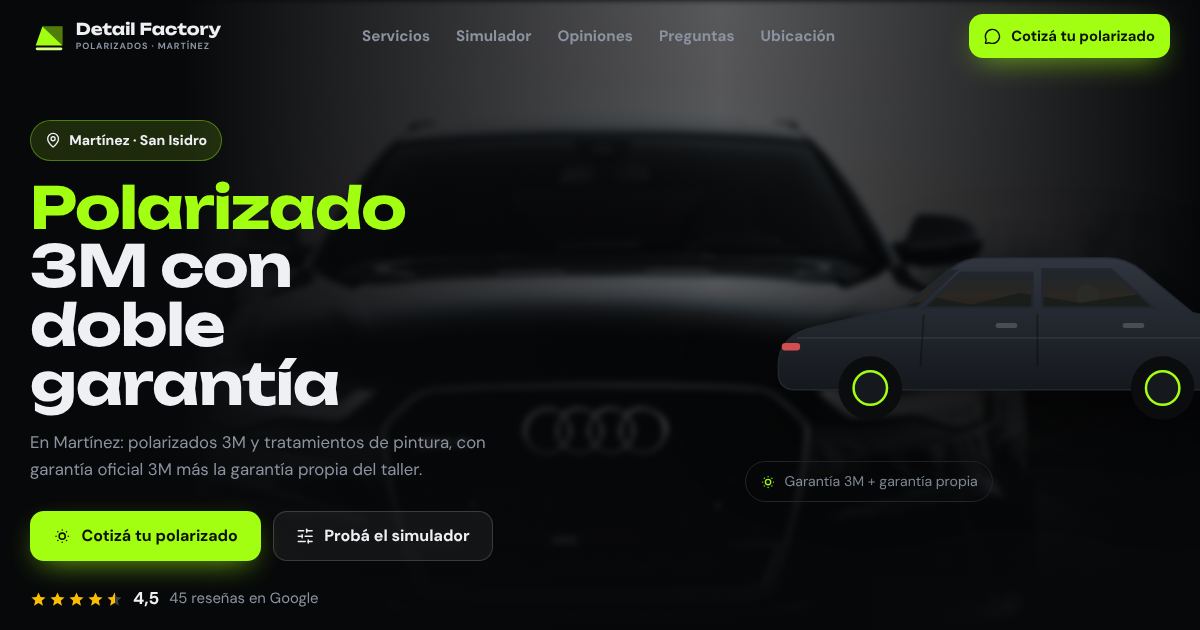 Detail Factory
POLARIZADOS · MARTÍNEZ
Servicios
Simulador
Opiniones
Preguntas
Ubicación
Cotizá tu polarizado
Martínez · San Isidro
Polarizado
3M con
doble
garantía
En Martínez: polarizados 3M y tratamientos de pintura, con
garantía oficial 3M más la garantía propia del taller.
Garantía 3M + garantía propia
Cotizá tu polarizado
Probá el simulador
4,5
45 reseñas en Google